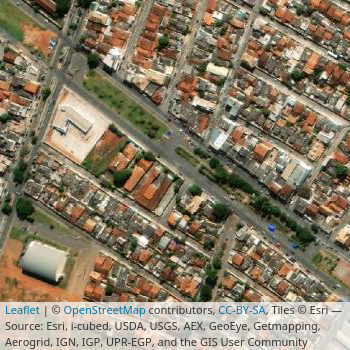 Leaflet | © OpenStreetMap contributors, CC-BY-SA, Tiles © Esri —
Source: Esri, i-cubed, USDA, USGS, AEX, GeoEye, Getmapping,
Aerogrid, IGN, IGP, UPR-EGP, and the GIS User Community